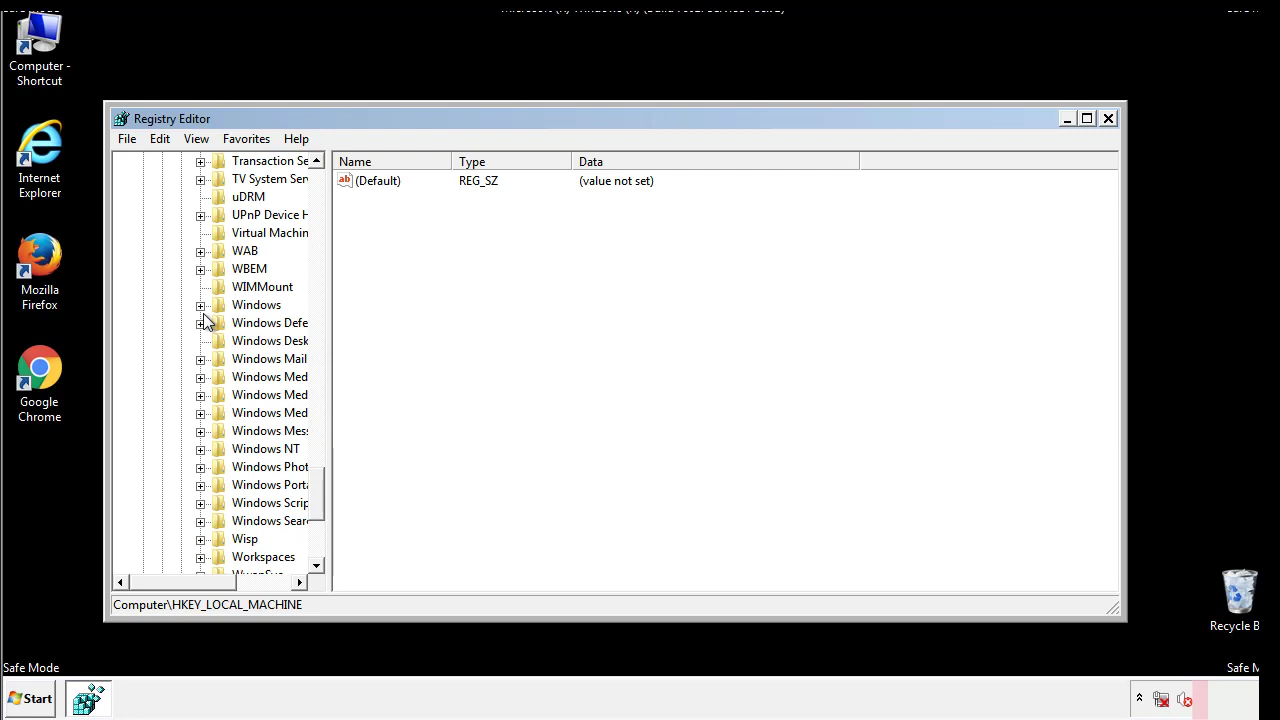 Computer -
Shortcut
Internet
Explorer
Mozilla
Firefox
Google
Chrome
Registry Editor
File Edit View Favorites Help
Transaction Se
TV System Serv
uDRM
UPnP Device H
Virtual Machin
WAB
WBEM
WIMMount
Windows
Windows Defe
Windows Desk
Windows Mail
Windows Med
Windows Med
Windows Med
Windows Mess
Windows NT
Windows Phot
Windows Porta
Windows Scrip
Windows Sear
Wisp
Workspaces
Name Type Data
ab (Default) REG_SZ (value not set)
Computer\HKEY_LOCAL_MACHINE
Recycle B
Safe Mode
Safe M
Start